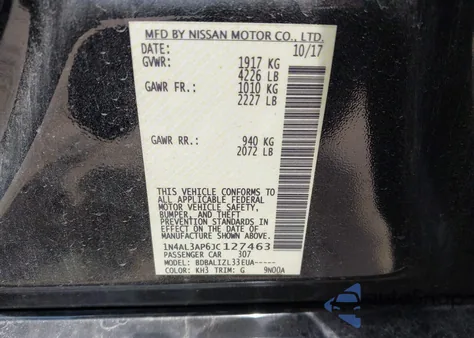 MFD BY NISSAN MOTOR CO., LTD.
DATE: 10/17
GVWR: 1917 KG
4226 LB
GAWR FR.: 1010 KG
2227 LB
GAWR RR.: 940 KG
2072 LB
THIS VEHICLE CONFORMS TO
ALL APPLICABLE FEDERAL
MOTOR VEHICLE SAFETY,
BUMPER, AND THEFT
PREVENTION STANDARDS
IN EFFECT ON THE DATE OF
MANUFACTURE SHOWN ABOVE.
1N4AL3AP6JC127463
PASSENGER CAR 307
MODEL: BDBALIZL33EUA-----
COLOR: KH3 TRIM: G 9N00A